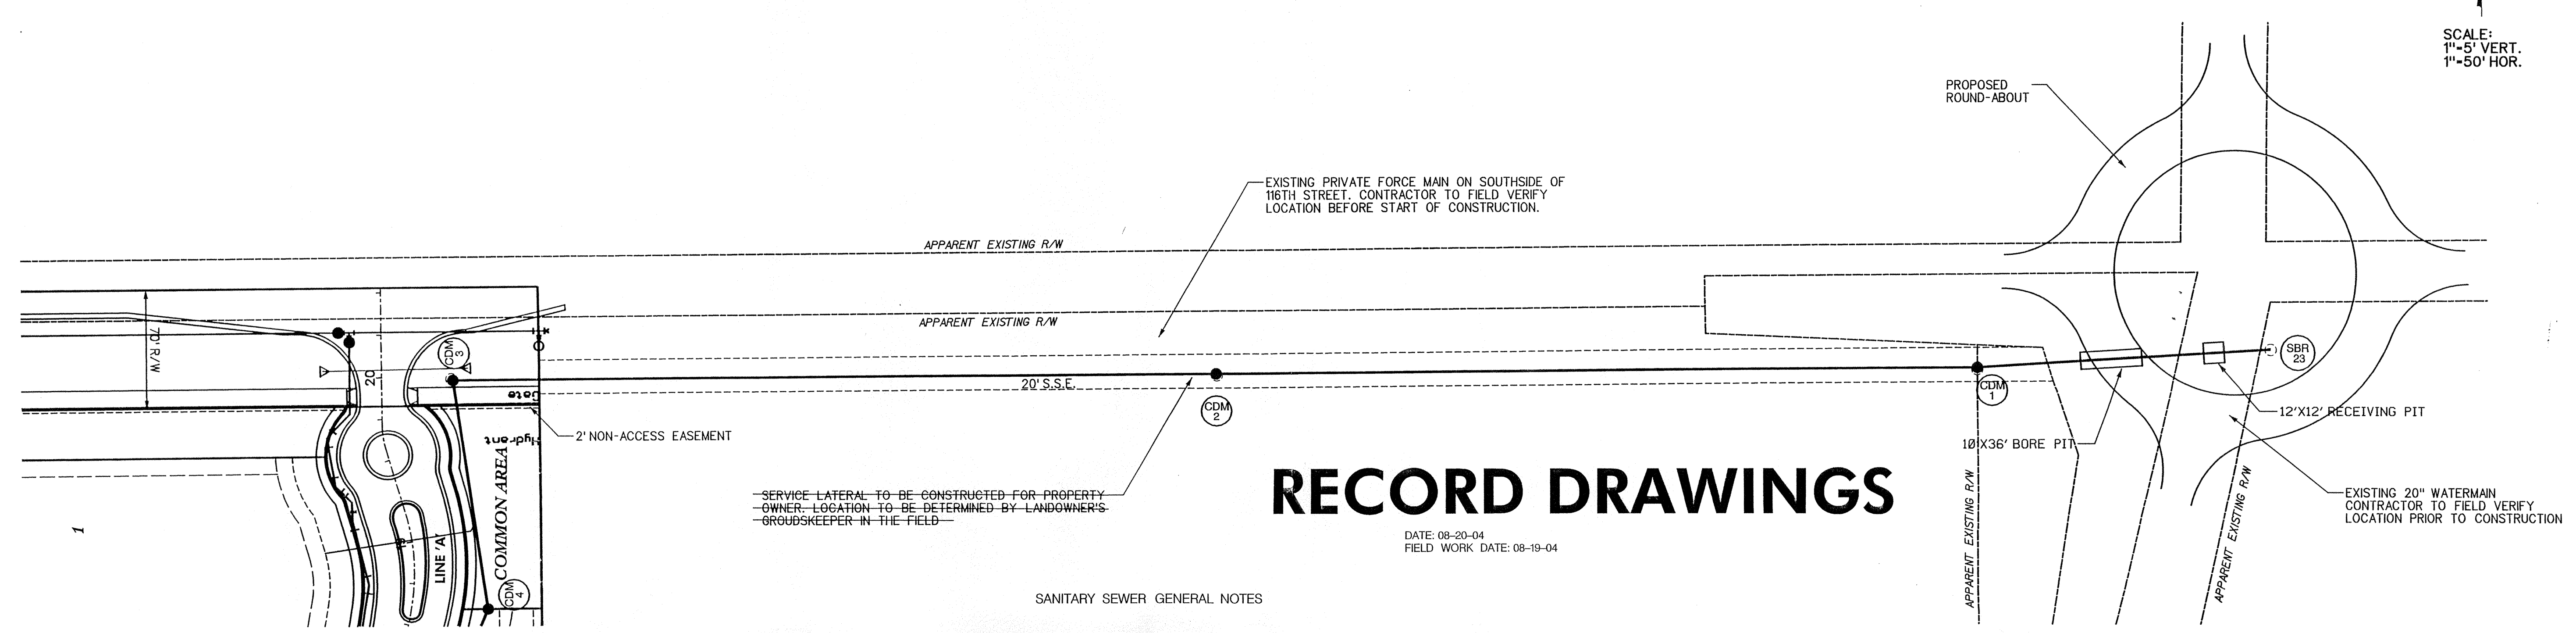 SCALE:
1"=5' VERT.
1"=50' HOR.
PROPOSED
ROUND-ABOUT
EXISTING PRIVATE FORCE MAIN ON SOUTHSIDE OF
116TH STREET. CONTRACTOR TO FIELD VERIFY
LOCATION BEFORE START OF CONSTRUCTION.
APPARENT EXISTING R/W
APPARENT EXISTING R/W
70' R/W
20'
CDM
3
Gate
Hydrant
2' NON-ACCESS EASEMENT
20' S.S.E.
CDM
2
CDM
1
SBR
23
12'X12' RECEIVING PIT
10'X36' BORE PIT
EXISTING 20" WATERMAIN
CONTRACTOR TO FIELD VERIFY
LOCATION PRIOR TO CONSTRUCTION
APPARENT EXISTING R/W
APPARENT EXISTING R/W
SERVICE LATERAL TO BE CONSTRUCTED FOR PROPERTY
OWNER. LOCATION TO BE DETERMINED BY LANDOWNER'S
GROUDSKEEPER IN THE FIELD
RECORD DRAWINGS
DATE: 08-20-04
FIELD WORK DATE: 08-19-04
1
LINE 'A'
COMMON AREA
CDM
4
SANITARY SEWER GENERAL NOTES